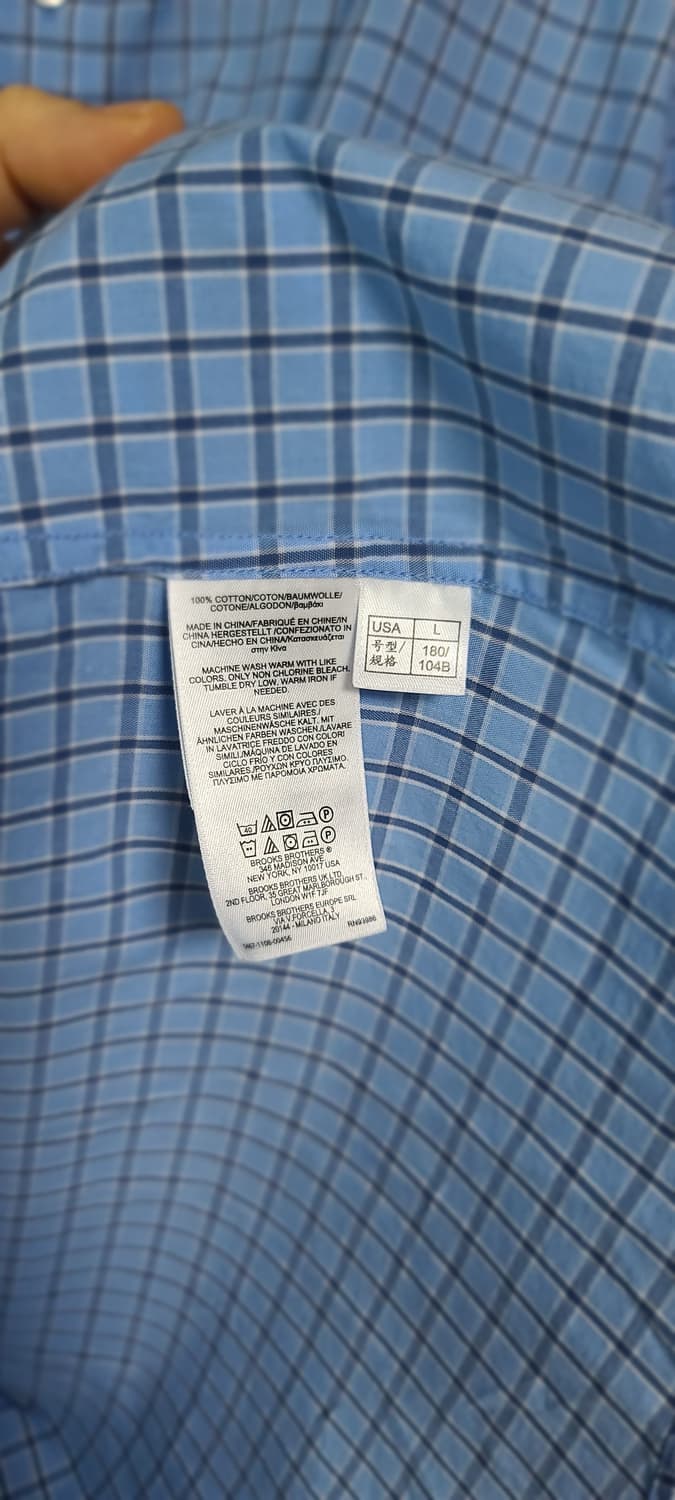 100% COTTON/COTON/BAUMWOLLE/
COTONE/ALGODON/βαμβάκι
MADE IN CHINA/FABRIQUÉ EN CHINE/IN
CHINA HERGESTELLT /CONFEZIONATO IN
CINA/HECHO EN CHINA/Κατασκευάζεται
στην Κίνα
MACHINE WASH WARM WITH LIKE
COLORS. ONLY NON CHLORINE BLEACH.
TUMBLE DRY LOW. WARM IRON IF
NEEDED.
LAVER À LA MACHINE AVEC DES
COULEURS SIMILAIRES./
MASCHINENWÄSCHE KALT. MIT
ÄHNLICHEN FARBEN WASCHEN./LAVARE
IN LAVATRICE FREDDO CON COLORI
SIMILI./MÁQUINA DE LAVADO EN
CICLO FRÍO Y CON COLORES
SIMILARES./ΡΟΥΧΩΝ ΚΡΥΟ ΠΛΥΣΙΜΟ.
ΠΛΥΣΙΜΟ ΜΕ ΠΑΡΟΜΟΙΑ ΧΡΩΜΑΤΑ.
40 P
P
BROOKS BROTHERS ®
346 MADISON AVE
NEW YORK, NY 10017 USA
BROOKS BROTHERS UK LTD
2ND FLOOR, 35 GREAT MARLBOROUGH ST.,
LONDON W1F 7JF
BROOKS BROTHERS EUROPE SRL
VIA V.FORCELLA, 3
20144 - MILANO ITALY
RN93986
USA L
号型/ 180/
规格 104B